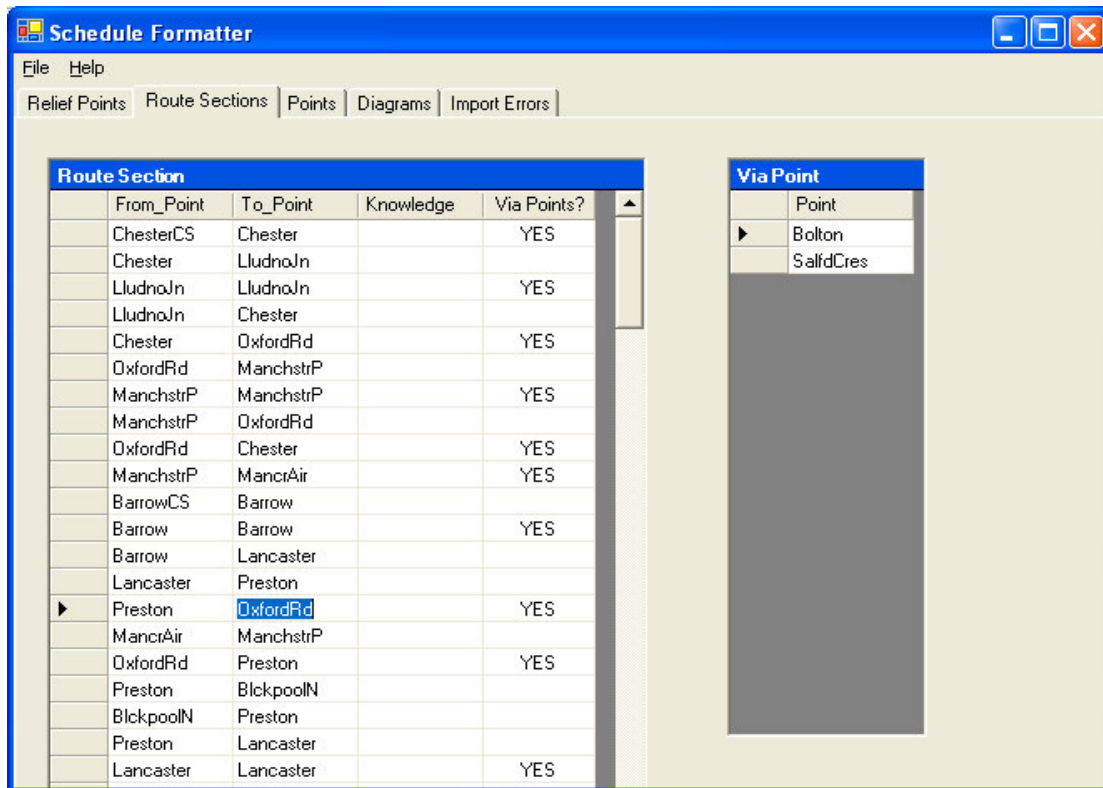 Schedule Formatter
File Help
Relief Points Route Sections Points Diagrams Import Errors
Route Section
From_Point To_Point Knowledge Via Points?
ChesterCS Chester YES
Chester LludnoJn
LludnoJn LludnoJn YES
LludnoJn Chester
Chester OxfordRd YES
OxfordRd ManchstrP
ManchstrP ManchstrP YES
ManchstrP OxfordRd
OxfordRd Chester YES
ManchstrP MancrAir YES
BarrowCS Barrow
Barrow Barrow YES
Barrow Lancaster
Lancaster Preston
Preston OxfordRd YES
MancrAir ManchstrP
OxfordRd Preston YES
Preston BlckpoolN
BlckpoolN Preston
Preston Lancaster
Lancaster Lancaster YES
Via Point
Point
Bolton
SalfdCres